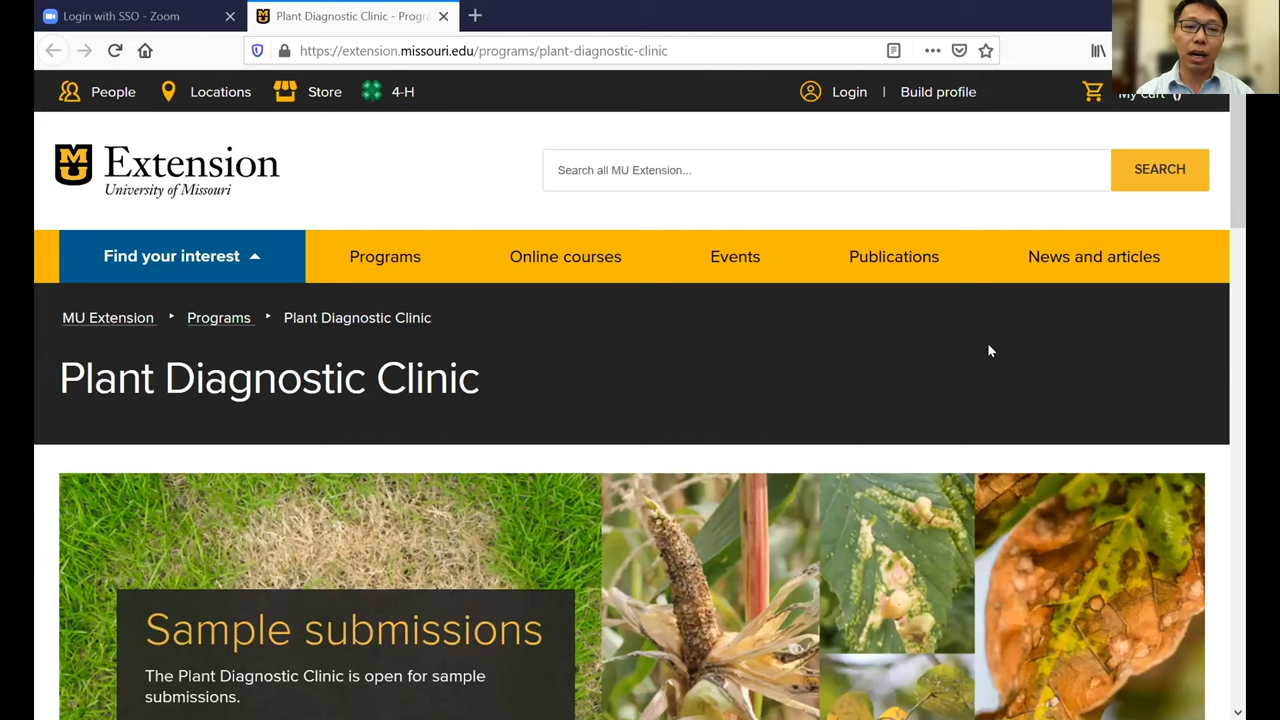 Login with SSO - Zoom
Plant Diagnostic Clinic - Progra
https://extension.missouri.edu/programs/plant-diagnostic-clinic
People
Locations
Store
4-H
Login | Build profile
My cart
MU
Extension
University of Missouri
Search all MU Extension...
SEARCH
Find your interest
Programs
Online courses
Events
Publications
News and articles
MU Extension
Programs
Plant Diagnostic Clinic
Plant Diagnostic Clinic
Sample submissions
The Plant Diagnostic Clinic is open for sample
submissions.